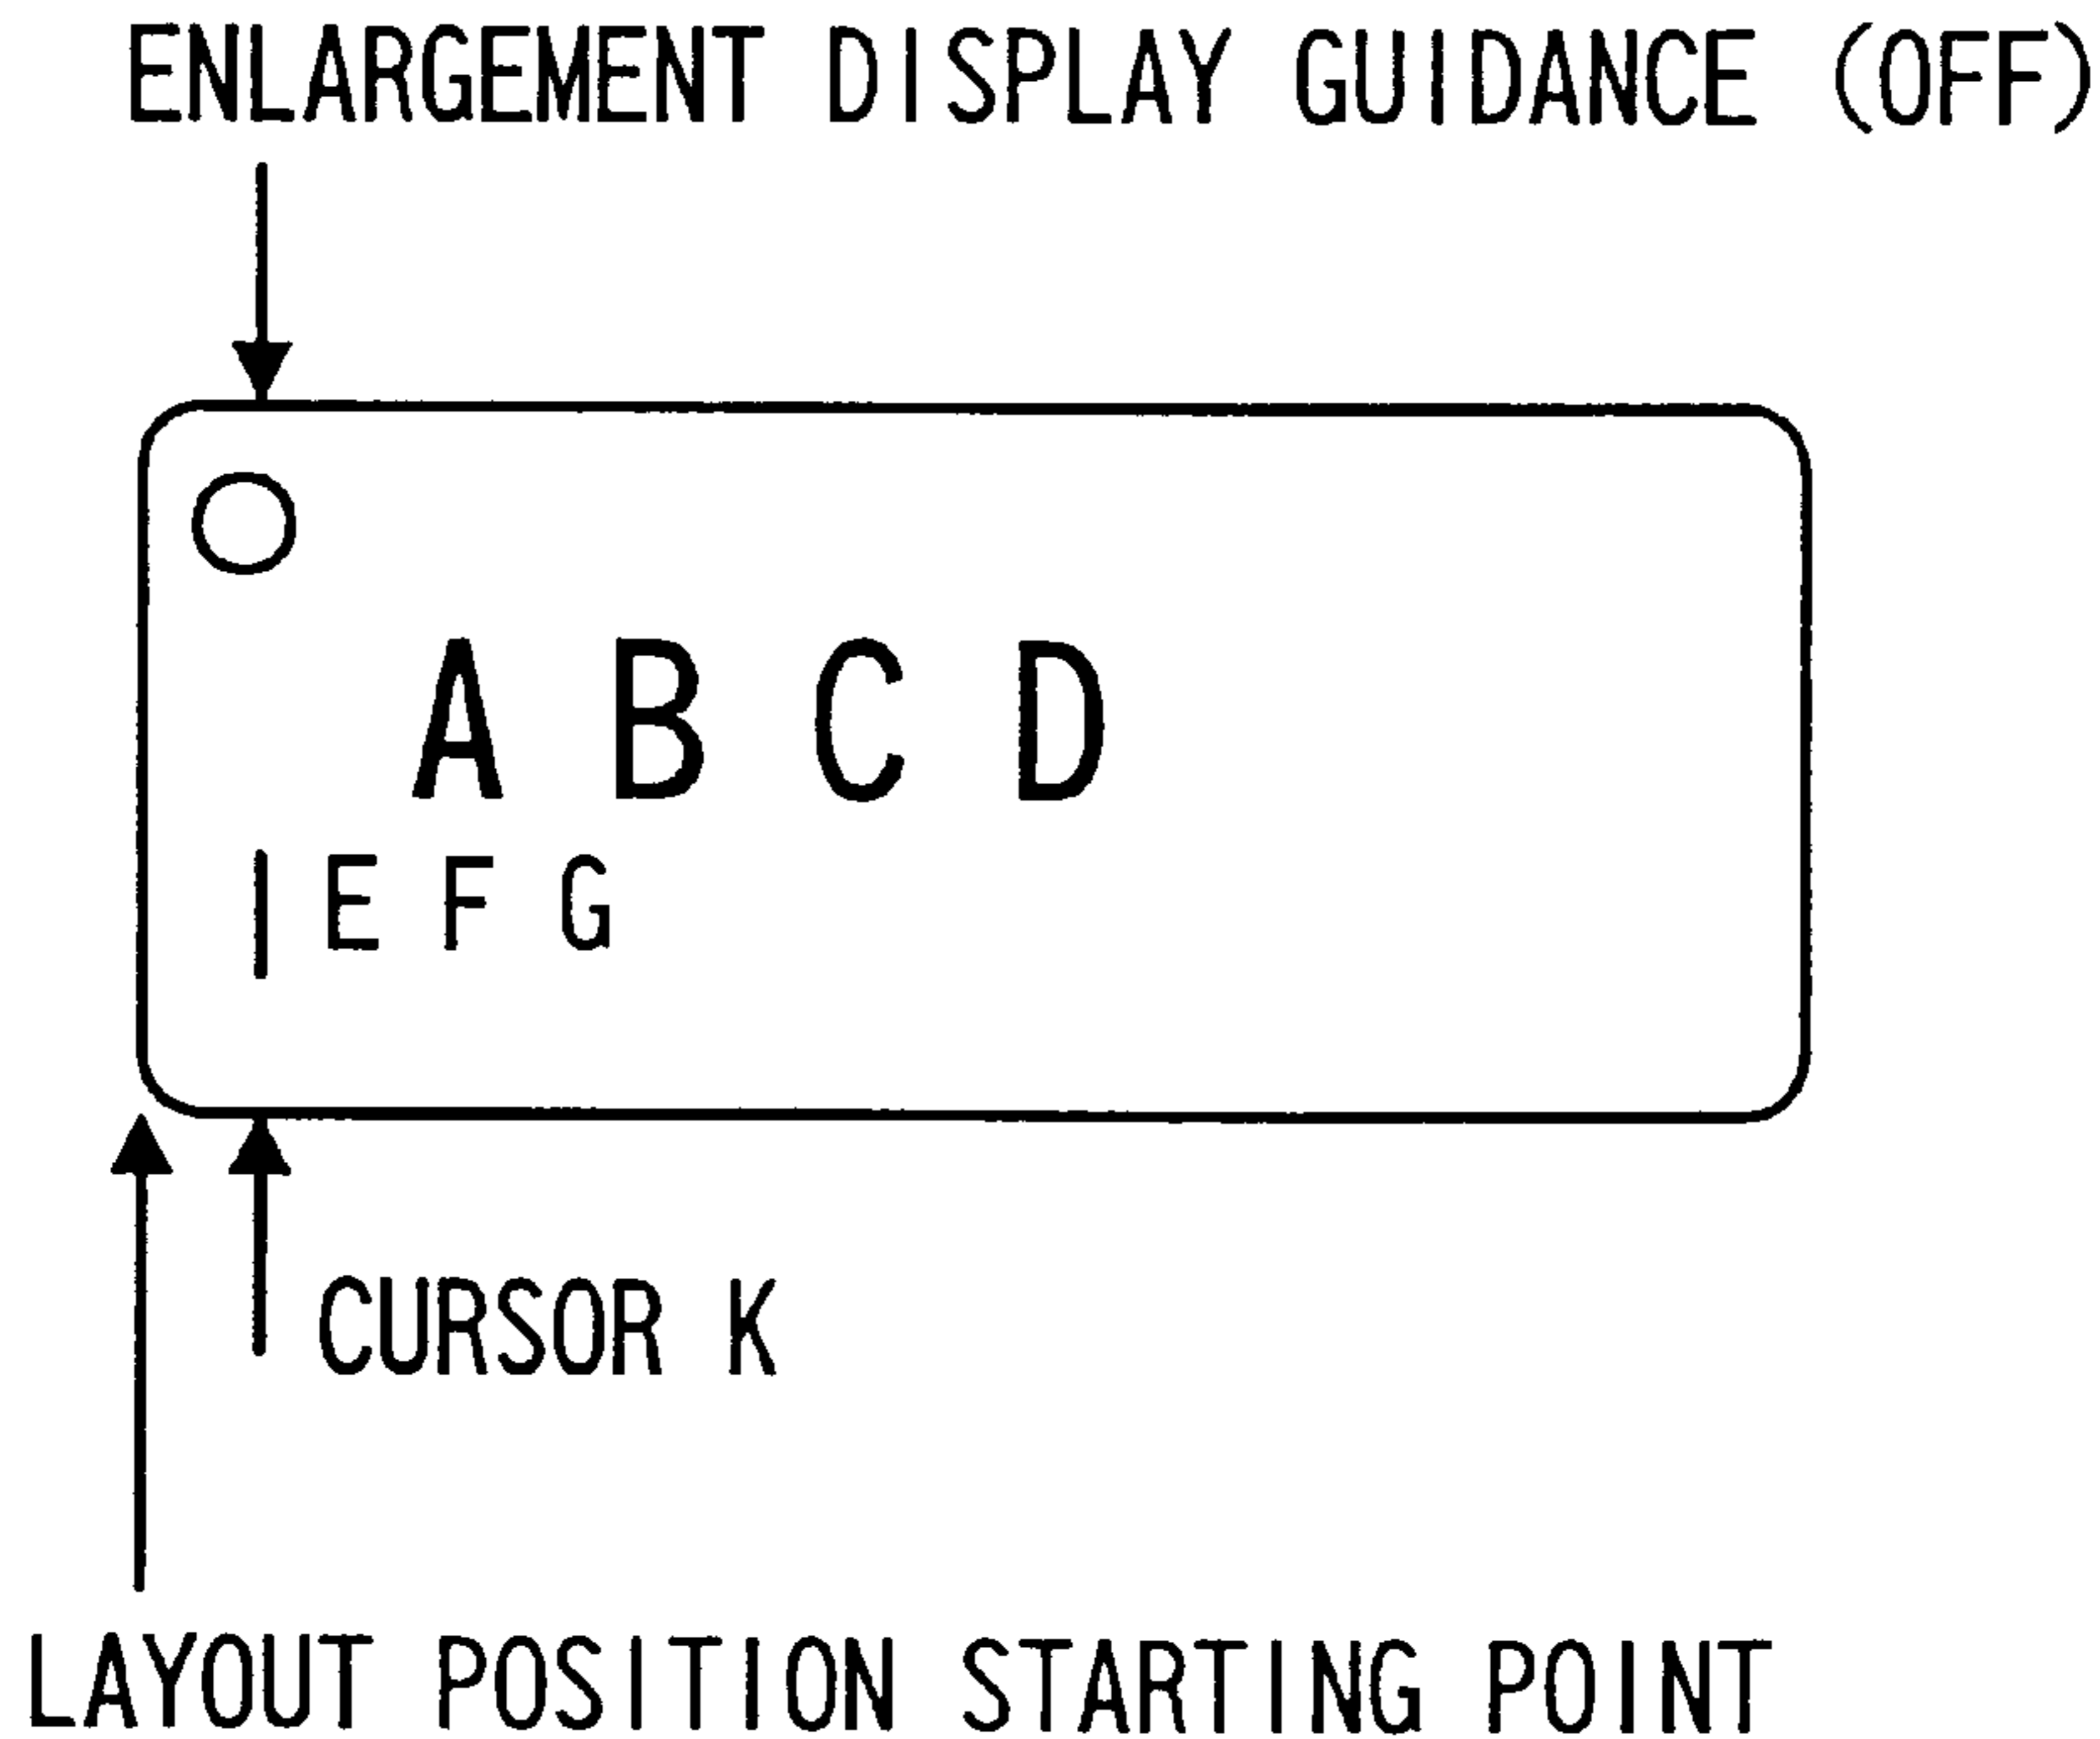 ENLARGEMENT DISPLAY GUIDANCE (OFF)
A B C D
E F G
CURSOR K
LAYOUT POSITION STARTING POINT